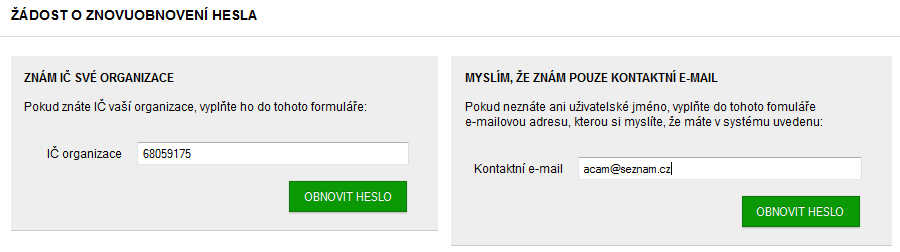 ŽÁDOST O ZNOVUOBNOVENÍ HESLA
ZNÁM IČ SVÉ ORGANIZACE
Pokud znáte IČ vaší organizace, vyplňte ho do tohoto formuláře:
IČ organizace 68059175
OBNOVIT HESLO
MYSLÍM, ŽE ZNÁM POUZE KONTAKTNÍ E-MAIL
Pokud neznáte ani uživatelské jméno, vyplňte do tohoto fomuláře
e-mailovou adresu, kterou si myslíte, že máte v systému uvedenu:
Kontaktní e-mail acam@seznam.cz
OBNOVIT HESLO